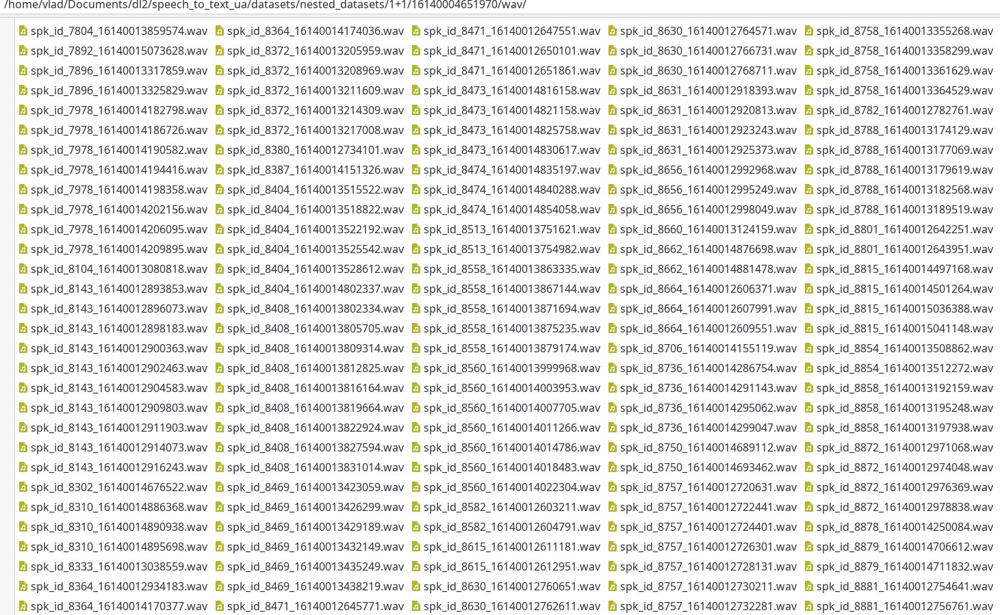 /home/vlad/Documents/dl2/speech_to_text_ua/datasets/nested_datasets/1+1/16140004651970/wav/
spk_id_7804_16140013859574.wav spk_id_8364_16140014174036.wav spk_id_8471_16140012647551.wav spk_id_8630_16140012764571.wav spk_id_8758_16140013355268.wav
spk_id_7892_16140015073628.wav spk_id_8372_16140013205959.wav spk_id_8471_16140012650101.wav spk_id_8630_16140012766731.wav spk_id_8758_16140013358299.wav
spk_id_7896_16140013317859.wav spk_id_8372_16140013208969.wav spk_id_8471_16140012651861.wav spk_id_8630_16140012768711.wav spk_id_8758_16140013361629.wav
spk_id_7896_16140013325829.wav spk_id_8372_16140013211609.wav spk_id_8473_16140014816158.wav spk_id_8631_16140012918393.wav spk_id_8758_16140013364529.wav
spk_id_7978_16140014182798.wav spk_id_8372_16140013214309.wav spk_id_8473_16140014821158.wav spk_id_8631_16140012920813.wav spk_id_8782_16140012782761.wav
spk_id_7978_16140014186726.wav spk_id_8372_16140013217008.wav spk_id_8473_16140014825758.wav spk_id_8631_16140012923243.wav spk_id_8788_16140013174129.wav
spk_id_7978_16140014190582.wav spk_id_8380_16140012734101.wav spk_id_8473_16140014830617.wav spk_id_8631_16140012925373.wav spk_id_8788_16140013177069.wav
spk_id_7978_16140014194416.wav spk_id_8387_16140014151326.wav spk_id_8474_16140014835197.wav spk_id_8656_16140012992968.wav spk_id_8788_16140013179619.wav
spk_id_7978_16140014198358.wav spk_id_8404_16140013515522.wav spk_id_8474_16140014840288.wav spk_id_8656_16140012995249.wav spk_id_8788_16140013182568.wav
spk_id_7978_16140014202156.wav spk_id_8404_16140013518822.wav spk_id_8474_16140014854058.wav spk_id_8656_16140012998049.wav spk_id_8788_16140013189519.wav
spk_id_7978_16140014206095.wav spk_id_8404_16140013522192.wav spk_id_8513_16140013751621.wav spk_id_8660_16140013124159.wav spk_id_8801_16140012642251.wav
spk_id_7978_16140014209895.wav spk_id_8404_16140013525542.wav spk_id_8513_16140013754982.wav spk_id_8662_16140014876698.wav spk_id_8801_16140012643951.wav
spk_id_8104_16140013080818.wav spk_id_8404_16140013528612.wav spk_id_8558_16140013863335.wav spk_id_8662_16140014881478.wav spk_id_8815_16140014497168.wav
spk_id_8143_16140012893853.wav spk_id_8404_16140014802337.wav spk_id_8558_16140013867144.wav spk_id_8664_16140012606371.wav spk_id_8815_16140014501264.wav
spk_id_8143_16140012896073.wav spk_id_8408_16140013802334.wav spk_id_8558_16140013871694.wav spk_id_8664_16140012607991.wav spk_id_8815_16140015036388.wav
spk_id_8143_16140012898183.wav spk_id_8408_16140013805705.wav spk_id_8558_16140013875235.wav spk_id_8664_16140012609551.wav spk_id_8815_16140015041148.wav
spk_id_8143_16140012900363.wav spk_id_8408_16140013809314.wav spk_id_8558_16140013879174.wav spk_id_8706_16140014155119.wav spk_id_8854_16140013508862.wav
spk_id_8143_16140012902463.wav spk_id_8408_16140013812825.wav spk_id_8560_16140013999968.wav spk_id_8736_16140014286754.wav spk_id_8854_16140013512272.wav
spk_id_8143_16140012904583.wav spk_id_8408_16140013816164.wav spk_id_8560_16140014003953.wav spk_id_8736_16140014291143.wav spk_id_8858_16140013192159.wav
spk_id_8143_16140012909803.wav spk_id_8408_16140013819664.wav spk_id_8560_16140014007705.wav spk_id_8736_16140014295062.wav spk_id_8858_16140013195248.wav
spk_id_8143_16140012911903.wav spk_id_8408_16140013822924.wav spk_id_8560_16140014011266.wav spk_id_8736_16140014299047.wav spk_id_8858_16140013197938.wav
spk_id_8143_16140012914073.wav spk_id_8408_16140013827594.wav spk_id_8560_16140014014786.wav spk_id_8750_16140014689112.wav spk_id_8872_16140012971068.wav
spk_id_8143_16140012916243.wav spk_id_8408_16140013831014.wav spk_id_8560_16140014018483.wav spk_id_8750_16140014693462.wav spk_id_8872_16140012974048.wav
spk_id_8302_16140014676522.wav spk_id_8469_16140013423059.wav spk_id_8560_16140014022304.wav spk_id_8757_16140012720631.wav spk_id_8872_16140012976369.wav
spk_id_8310_16140014886368.wav spk_id_8469_16140013426299.wav spk_id_8582_16140012603211.wav spk_id_8757_16140012722441.wav spk_id_8872_16140012978838.wav
spk_id_8310_16140014890938.wav spk_id_8469_16140013429189.wav spk_id_8582_16140012604791.wav spk_id_8757_16140012724401.wav spk_id_8878_16140014250084.wav
spk_id_8310_16140014895698.wav spk_id_8469_16140013432149.wav spk_id_8615_16140012611181.wav spk_id_8757_16140012726301.wav spk_id_8879_16140014706612.wav
spk_id_8333_16140013038559.wav spk_id_8469_16140013435249.wav spk_id_8615_16140012612951.wav spk_id_8757_16140012728131.wav spk_id_8879_16140014711832.wav
spk_id_8364_16140012934183.wav spk_id_8469_16140013438219.wav spk_id_8630_16140012760651.wav spk_id_8757_16140012730211.wav spk_id_8881_16140012754641.wav
spk_id_8364_16140014170377.wav spk_id_8471_16140012645771.wav spk_id_8630_16140012762611.wav spk_id_8757_16140012732281.wav spk_id_8881_16140012756761.wav